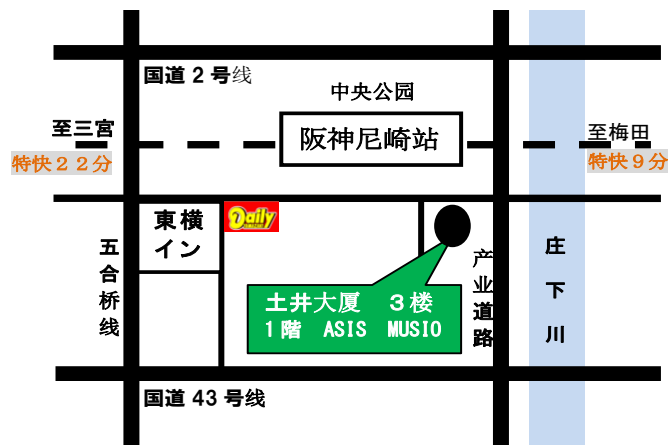 国道 2 号线
中央公园
至三宮
阪神尼崎站
至梅田
特快２２分
特快９分
東横
イン
Daily
五合桥线
产业道路
庄下川
土井大厦　３楼
１階　ASIS　MUSIO
国道 43 号线